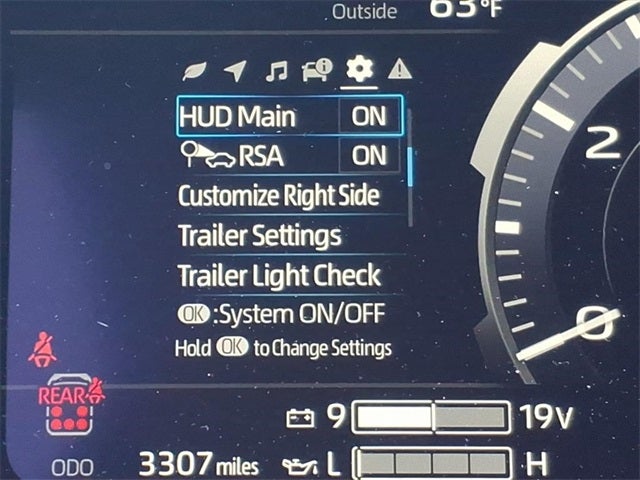 Outside 63°F
HUD Main ON
RSA ON
Customize Right Side
Trailer Settings
Trailer Light Check
OK :System ON/OFF
Hold OK to Change Settings
2
0
REAR
9 19V
ODO 3307 miles L H